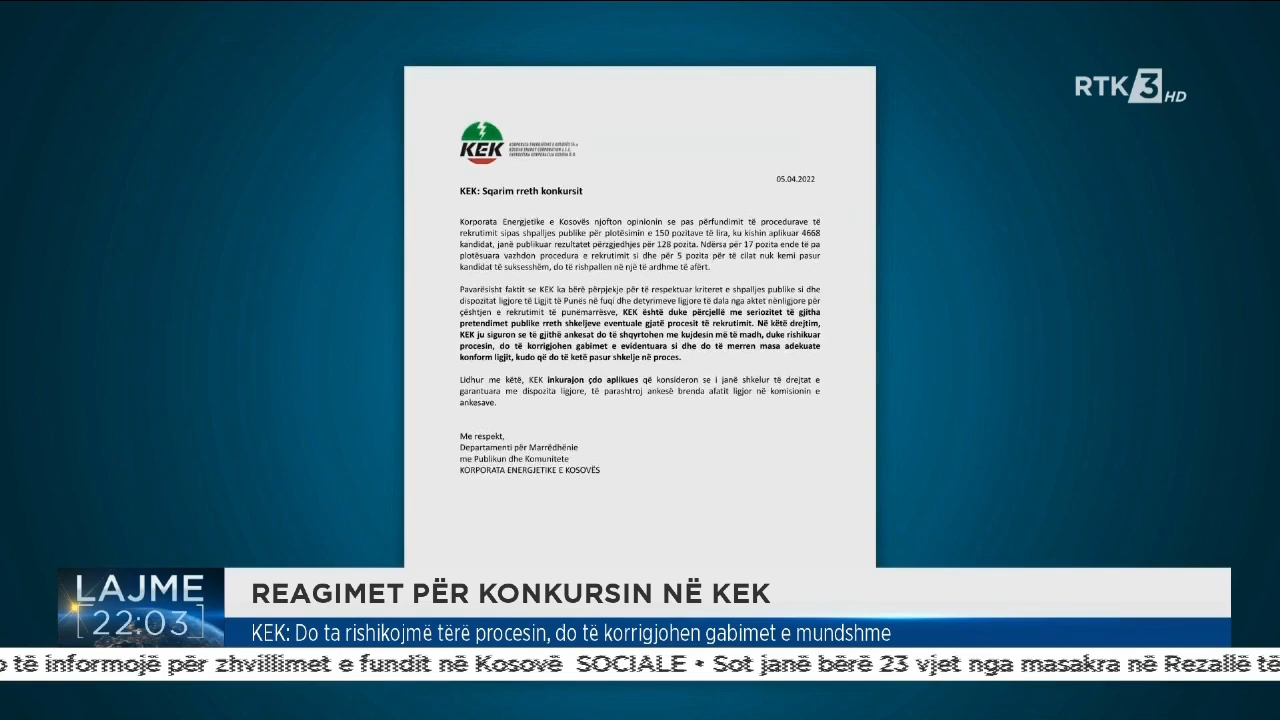 RTK 3 HD
KEK
KORPORATA ENERGJETIKE E KOSOVËS Sh.a
KOSOVO ENERGY CORPORATION J.S.C.
ENERGETSKA KORPORACIJA KOSOVA D.D.
05.04.2022
KEK: Sqarim rreth konkursit
Korporata Energjetike e Kosovës njofton opinionin se pas përfundimit të procedurave të
rekrutimit sipas shpalljes publike për plotësimin e 150 pozitave të lira, ku kishin aplikuar 4668
kandidat, janë publikuar rezultatet përzgjedhjes për 128 pozita. Ndërsa për 17 pozita ende të pa
plotësuara vazhdon procedura e rekrutimit si dhe për 5 pozita për të cilat nuk kemi pasur
kandidat të suksesshëm, do të rishpallen në një të ardhme të afërt.
Pavarësisht faktit se KEK ka bërë përpjekje për të respektuar kriteret e shpalljes publike si dhe
dispozitat ligjore të Ligjit të Punës në fuqi dhe detyrimeve ligjore të dala nga aktet nënligjore për
çështjen e rekrutimit të punëmarrësve, KEK është duke përcjellë me seriozitet të gjitha
pretendimet publike rreth shkeljeve eventuale gjatë procesit të rekrutimit. Në këtë drejtim,
KEK ju siguron se të gjithë ankesat do të shqyrtohen me kujdesin më të madh, duke rishikuar
procesin, do të korrigjohen gabimet e evidentuara si dhe do të merren masa adekuate
konform ligjit, kudo që do të ketë pasur shkelje në proces.
Lidhur me këtë, KEK inkurajon çdo aplikues që konsideron se i janë shkelur të drejtat e
garantuara me dispozita ligjore, të parashtroj ankesë brenda afatit ligjor në komisionin e
ankesave.
Me respekt,
Departamenti për Marrëdhënie
me Publikun dhe Komunitete
KORPORATA ENERGJETIKE E KOSOVËS
LAJME
22:03
REAGIMET PËR KONKURSIN NË KEK
KEK: Do ta rishikojmë tërë procesin, do të korrigjohen gabimet e mundshme
o të informojë për zhvillimet e fundit në Kosovë SOCIALE • Sot janë bërë 23 vjet nga masakra në Rezallë të